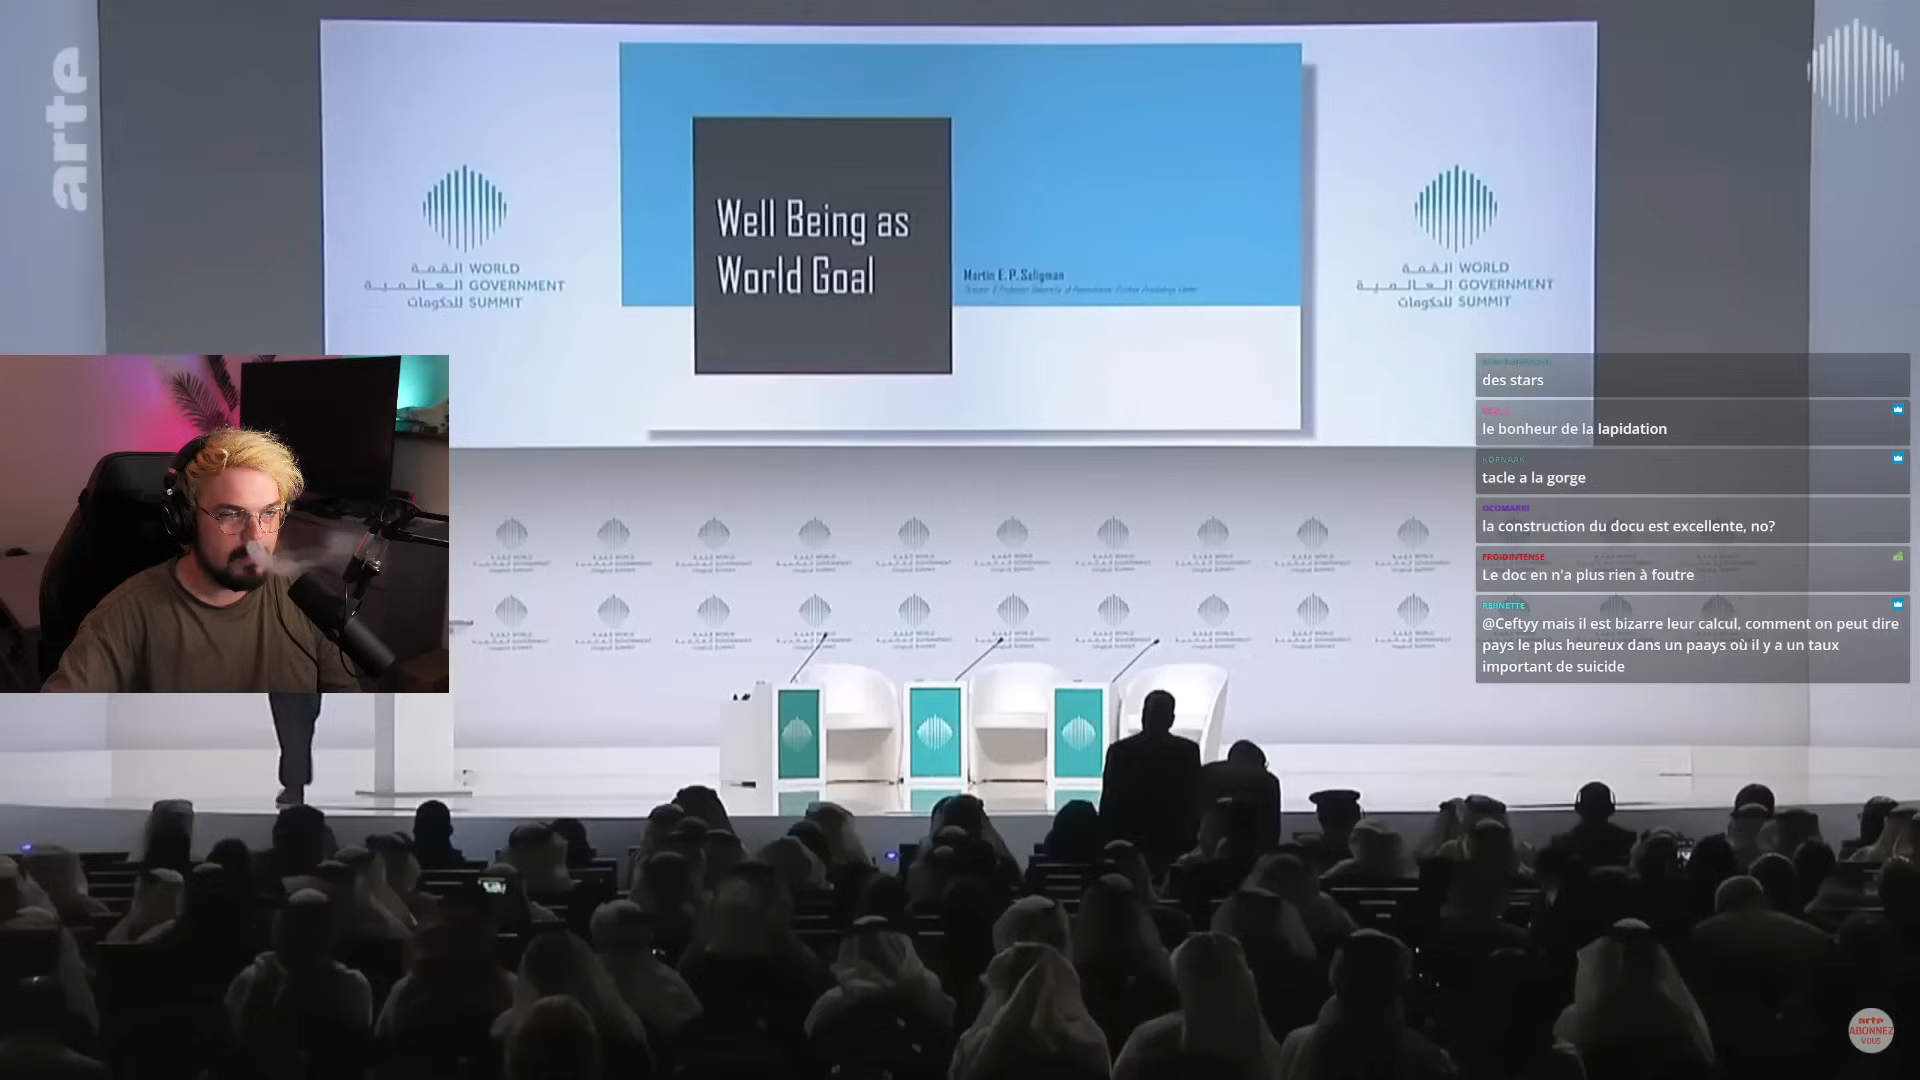 arte
Well Being as
World Goal
Martin E. P. Seligman
القمة WORLD
العالمية GOVERNMENT
للحكومات SUMMIT
القمة WORLD
العالمية GOVERNMENT
للحكومات SUMMIT
des stars
le bonheur de la lapidation
KORNAAK
tacle a la gorge
OCOMARKI
la construction du docu est excellente, no?
FROIDINTENSE
Le doc en n'a plus rien à foutre
REIINETTE
@Ceftyy mais il est bizarre leur calcul, comment on peut dire
pays le plus heureux dans un paays où il y a un taux
important de suicide
arte
ABONNEZ
VOUS